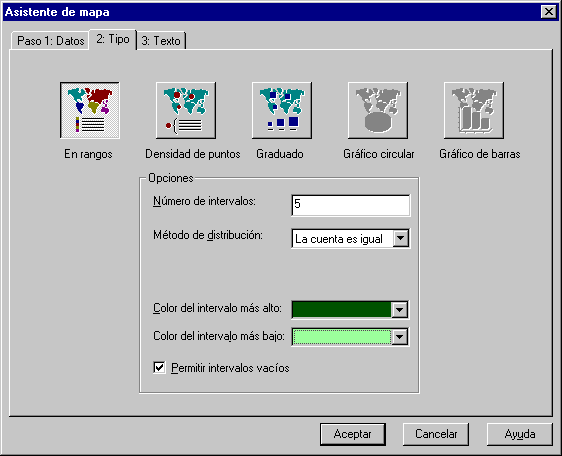 Asistente de mapa
Paso 1: Datos 2: Tipo 3: Texto
En rangos Densidad de puntos Graduado Gráfico circular Gráfico de barras
Opciones
Número de intervalos: 5
Método de distribución: La cuenta es igual
Color del intervalo más alto:
Color del intervalo más bajo:
Permitir intervalos vacíos
Aceptar Cancelar Ayuda